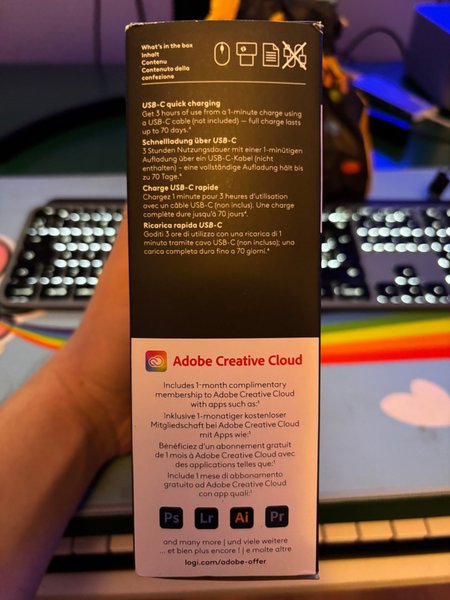 What's in the box
Inhalt
Contenu
Contenuto della
confezione
USB-C quick charging
Get 3 hours of use from a 1-minute charge using
a USB-C cable (not included) — full charge lasts
up to 70 days.⁴
Schnellladung über USB-C
3 Stunden Nutzungsdauer mit einer 1-minütigen
Aufladung über ein USB-C-Kabel (nicht
enthalten) – eine vollständige Aufladung hält bis
zu 70 Tage.⁴
Charge USB-C rapide
Chargez 1 minute pour 3 heures d'utilisation
avec un câble USB-C (non inclus). Une charge
complète dure jusqu'à 70 jours⁴.
Ricarica rapida USB-C
Goditi 3 ore di utilizzo con una ricarica di 1
minuto tramite cavo USB-C (non incluso); una
carica completa dura fino a 70 giorni.⁴
Adobe Creative Cloud
Includes 1-month complimentary
membership to Adobe Creative Cloud
with apps such as:¹
Inklusive 1-monatiger kostenloser
Mitgliedschaft bei Adobe Creative Cloud
mit Apps wie:¹
Bénéficiez d'un abonnement gratuit
de 1 mois à Adobe Creative Cloud avec
des applications telles que:¹
Include 1 mese di abbonamento
gratuito ad Adobe Creative Cloud
con app quali:¹
Ps Lr Ai Pr
and many more | und viele weitere
... et bien plus encore ! | e molto altre
logi.com/adobe-offer